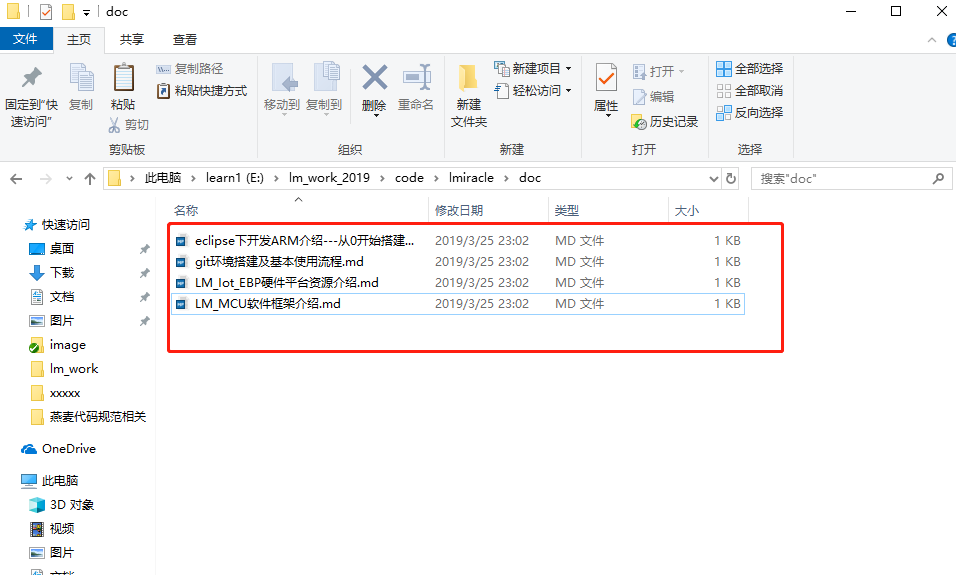 doc
文件 主页 共享 查看
固定到"快速访问"
复制
粘贴
复制路径
粘贴快捷方式
剪切
剪贴板
移动到
复制到
删除
重命名
组织
新建文件夹
新建项目
轻松访问
新建
属性
打开
编辑
历史记录
打开
全部选择
全部取消
反向选择
选择
此电脑 › learn1 (E:) › lm_work_2019 › code › lmiracle › doc
搜索"doc"
名称 修改日期 类型 大小
eclipse下开发ARM介绍---从0开始搭建... 2019/3/25 23:02 MD 文件 1 KB
git环境搭建及基本使用流程.md 2019/3/25 23:02 MD 文件 1 KB
LM_Iot_EBP硬件平台资源介绍.md 2019/3/25 23:02 MD 文件 1 KB
LM_MCU软件框架介绍.md 2019/3/25 23:02 MD 文件 1 KB
快速访问
桌面
下载
文档
图片
image
lm_work
xxxxx
燕麦代码规范相关
OneDrive
此电脑
3D 对象
视频
图片